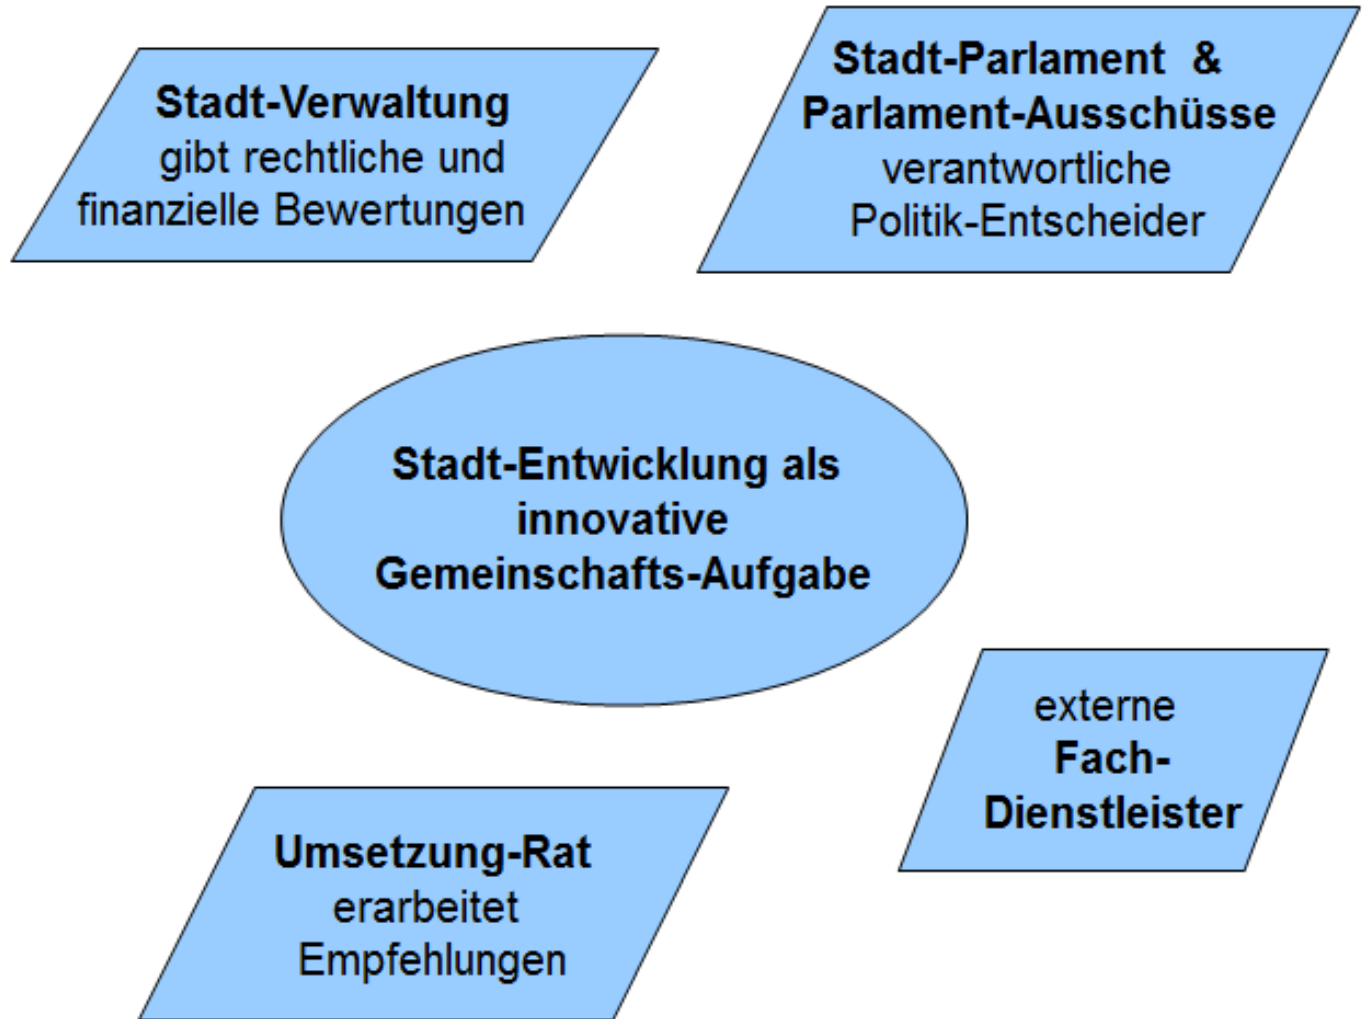 Stadt-Verwaltung
gibt rechtliche und
finanzielle Bewertungen
Stadt-Parlament &
Parlament-Ausschüsse
verantwortliche
Politik-Entscheider
Stadt-Entwicklung als
innovative
Gemeinschafts-Aufgabe
externe
Fach-
Dienstleister
Umsetzung-Rat
erarbeitet
Empfehlungen